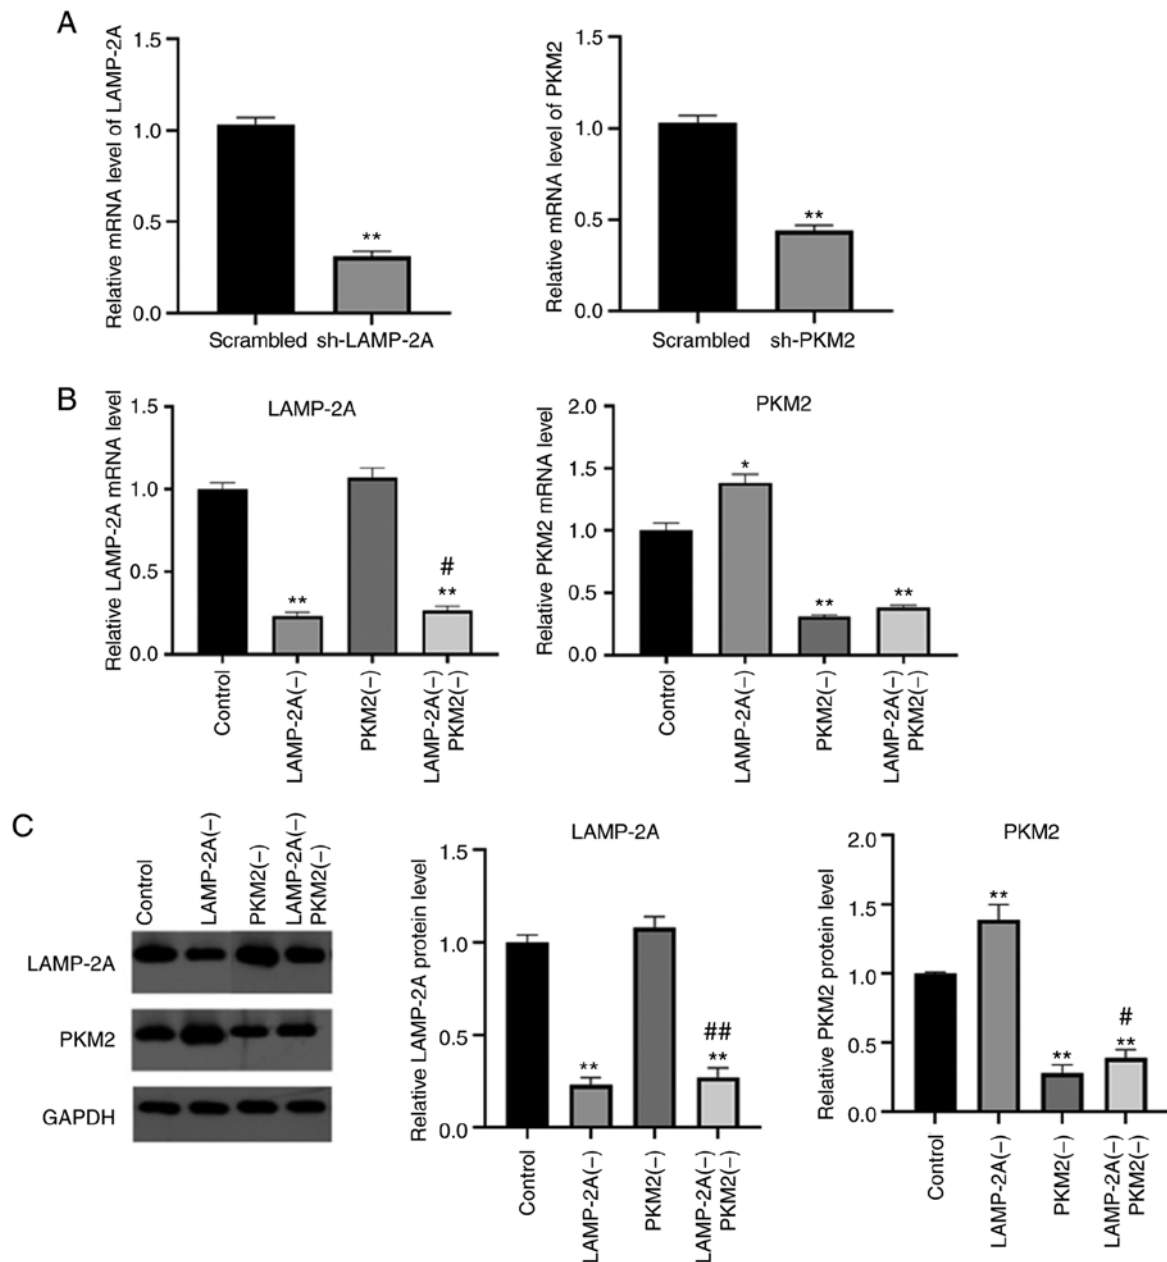 A
Relative mRNA level of LAMP-2A
1.5
1.0
0.5
0.0
**
Scrambled sh-LAMP-2A
Relative mRNA level of PKM2
1.5
1.0
0.5
0.0
**
Scrambled sh-PKM2
B
LAMP-2A
Relative LAMP-2A mRNA level
1.5
1.0
0.5
0.0
**
#
**
Control
LAMP-2A(−)
PKM2(−)
LAMP-2A(−)
PKM2(−)
PKM2
Relative PKM2 mRNA level
2.0
1.5
1.0
0.5
0.0
*
**
**
Control
LAMP-2A(−)
PKM2(−)
LAMP-2A(−)
PKM2(−)
C
Control
LAMP-2A(−)
PKM2(−)
LAMP-2A(−)
PKM2(−)
LAMP-2A
PKM2
GAPDH
LAMP-2A
Relative LAMP-2A protein level
1.5
1.0
0.5
0.0
**
##
**
Control
LAMP-2A(−)
PKM2(−)
LAMP-2A(−)
PKM2(−)
PKM2
Relative PKM2 protein level
2.0
1.5
1.0
0.5
0.0
**
**
#
**
Control
LAMP-2A(−)
PKM2(−)
LAMP-2A(−)
PKM2(−)